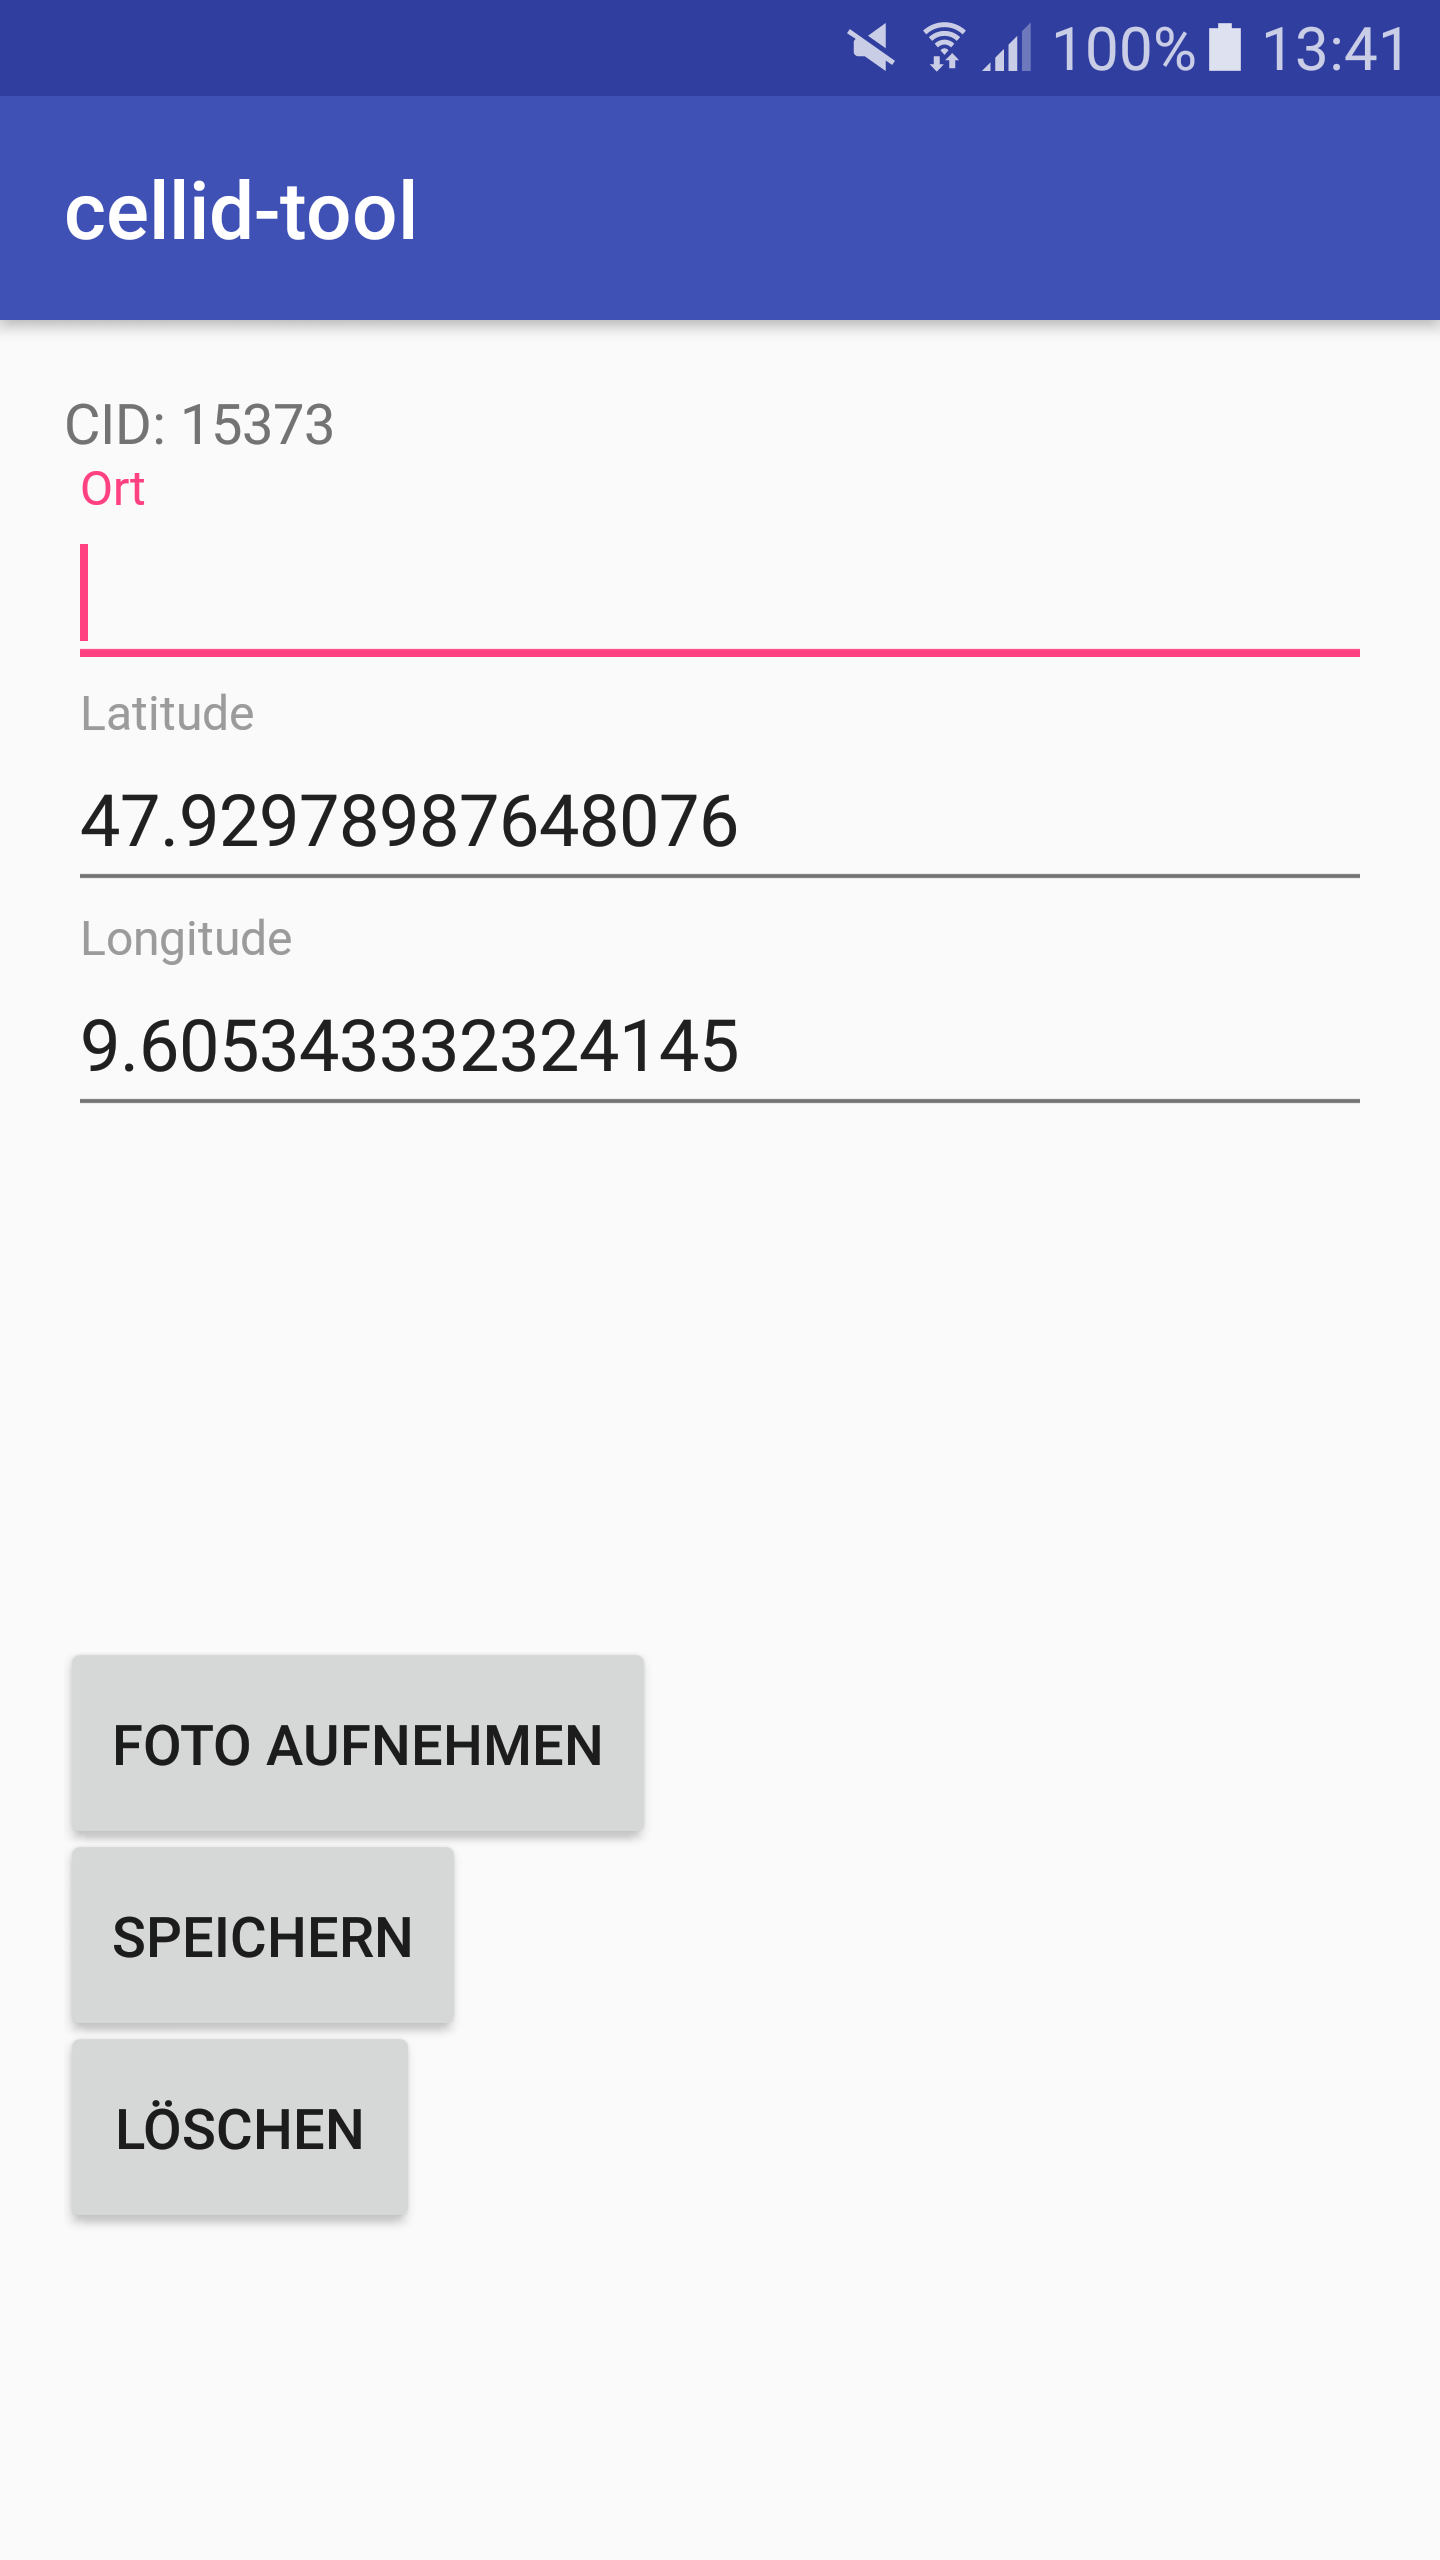 100% 13:41
cellid-tool
CID: 15373
Ort
Latitude
47.92978987648076
Longitude
9.605343332324145
FOTO AUFNEHMEN
SPEICHERN
LÖSCHEN